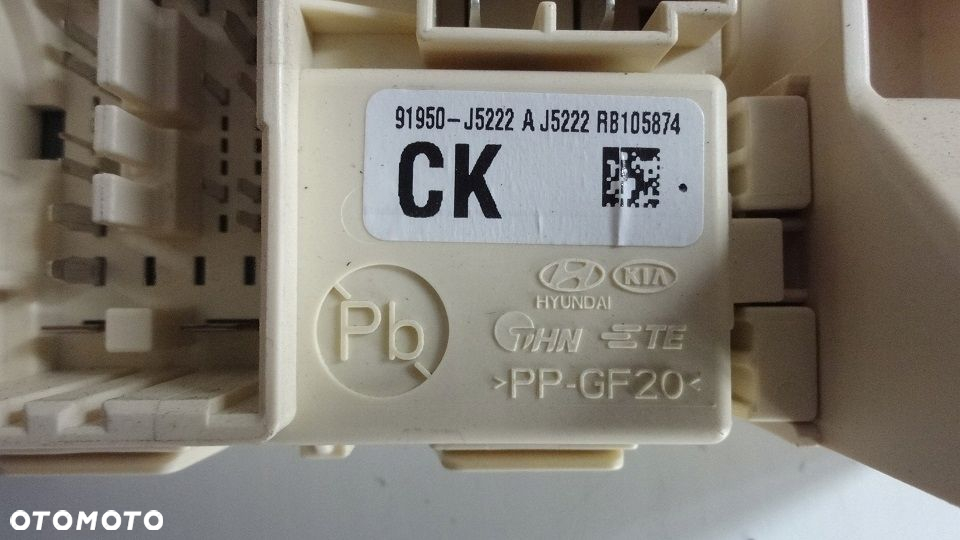 91950-J5222 A J5222 RB105874
CK
KIA
HYUNDAI
Pb
THN
TE
>PP-GF20<
OTOMOTO